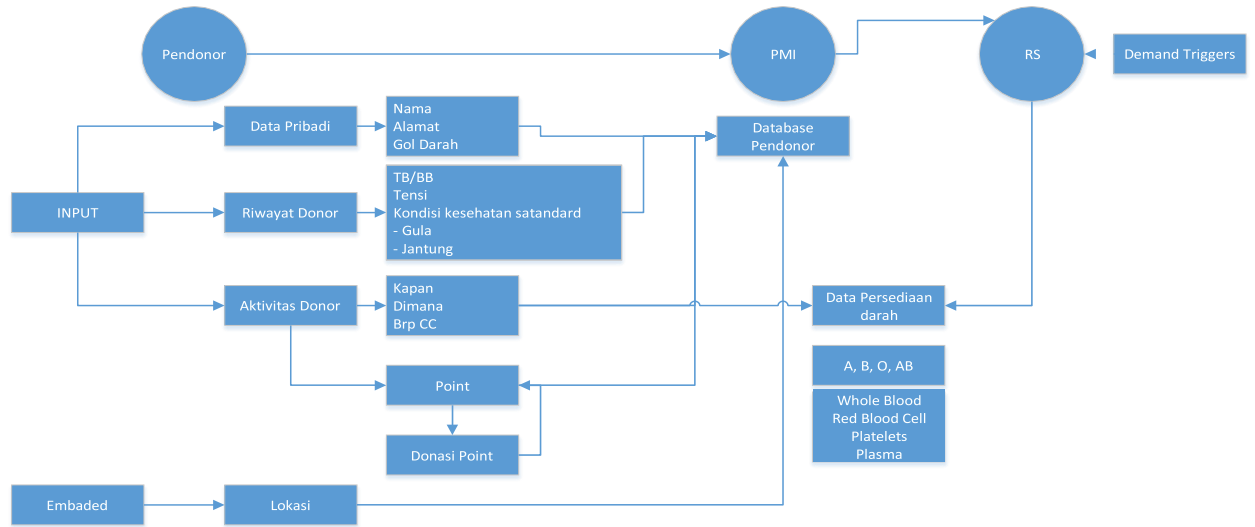 Pendonor
PMI
RS
Demand Triggers
Data Pribadi
Nama
Alamat
Gol Darah
Database
Pendonor
INPUT
Riwayat Donor
TB/BB
Tensi
Kondisi kesehatan satandard
- Gula
- Jantung
Aktivitas Donor
Kapan
Dimana
Brp CC
Data Persediaan
darah
Point
A, B, O, AB
Donasi Point
Whole Blood
Red Blood Cell
Platelets
Plasma
Embaded
Lokasi